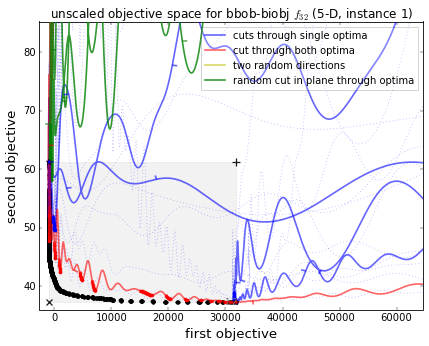 unscaled objective space for bbob-biobj f₃₂ (5-D, instance 1)
cuts through single optima
cut through both optima
two random directions
random cut in plane through optima
second objective
80
70
60
50
40
0 10000 20000 30000 40000 50000 60000
first objective